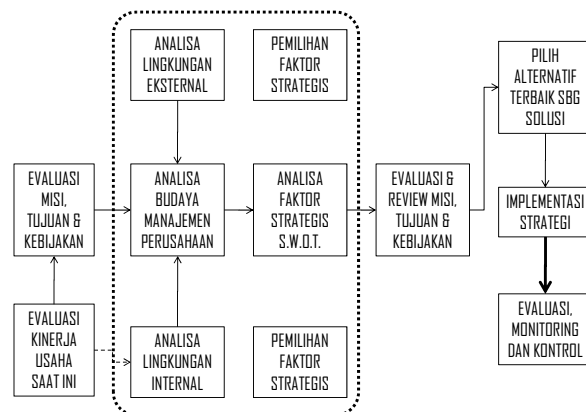 ANALISA
LINGKUNGAN
EKSTERNAL
PEMILIHAN
FAKTOR
STRATEGIS
PILIH
ALTERNATIF
TERBAIK SBG
SOLUSI
EVALUASI
MISI,
TUJUAN &
KEBIJAKAN
ANALISA
BUDAYA
MANAJEMEN
PERUSAHAAN
ANALISA
FAKTOR
STRATEGIS
S.W.O.T.
EVALUASI &
REVIEW MISI,
TUJUAN &
KEBIJAKAN
IMPLEMENTASI
STRATEGI
EVALUASI
KINERJA
USAHA
SAAT INI
ANALISA
LINGKUNGAN
INTERNAL
PEMILIHAN
FAKTOR
STRATEGIS
EVALUASI,
MONITORING
DAN KONTROL